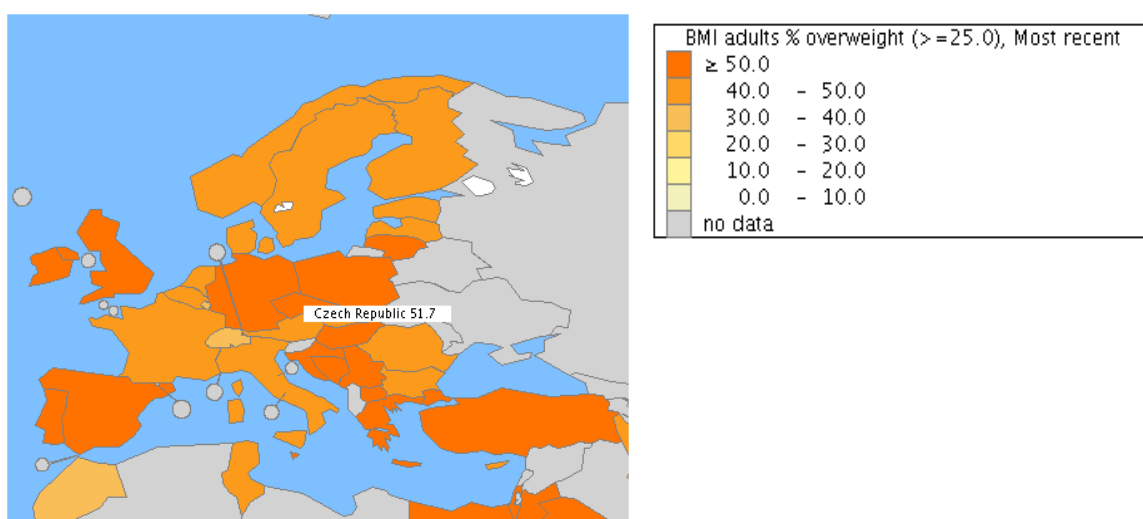 BMI adults % overweight (>=25.0), Most recent
≥ 50.0
40.0 - 50.0
30.0 - 40.0
20.0 - 30.0
10.0 - 20.0
0.0 - 10.0
no data
Czech Republic 51.7